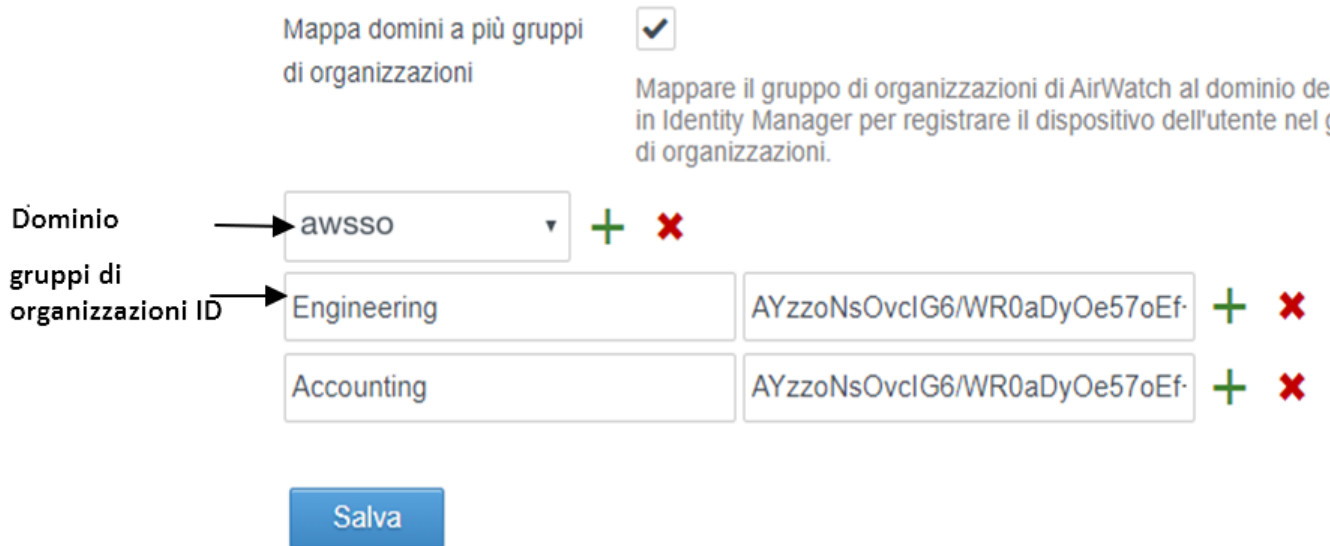 Mappa domini a più gruppi
di organizzazioni
Mappare il gruppo di organizzazioni di AirWatch al dominio de
in Identity Manager per registrare il dispositivo dell'utente nel g
di organizzazioni.
Dominio
awsso
gruppi di
organizzazioni ID
Engineering
AYzzoNsOvcIG6/WR0aDyOe57oEf-
Accounting
AYzzoNsOvcIG6/WR0aDyOe57oEf-
Salva